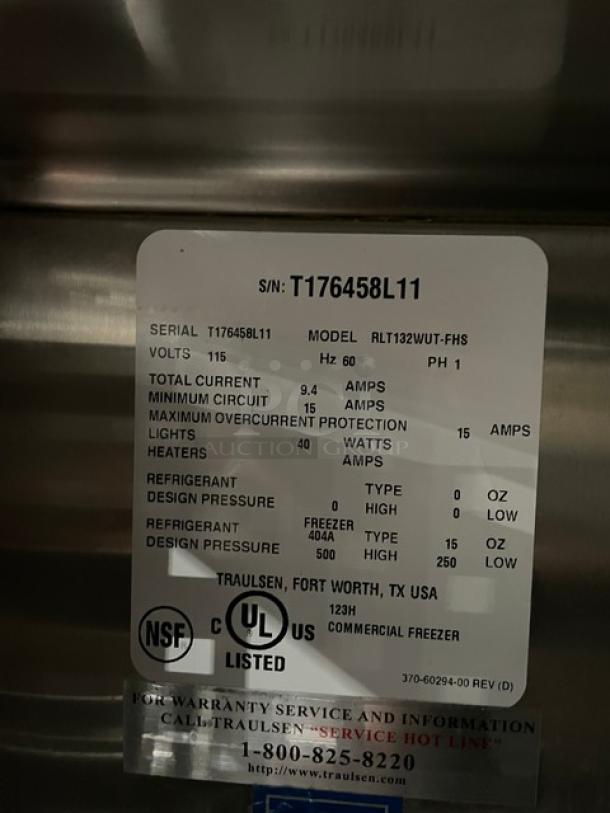 S/N: T176458L11
SERIAL T176458L11 MODEL RLT132WUT-FHS
VOLTS 115 Hz 60 PH 1
TOTAL CURRENT 9.4 AMPS
MINIMUM CIRCUIT 15 AMPS
MAXIMUM OVERCURRENT PROTECTION 15 AMPS
LIGHTS 40 WATTS
HEATERS AMPS
AUCTION GROUP
REFRIGERANT TYPE 0 OZ
DESIGN PRESSURE 0 HIGH 0 LOW
FREEZER
REFRIGERANT 404A TYPE 15 OZ
DESIGN PRESSURE 500 HIGH 250 LOW
TRAULSEN, FORT WORTH, TX USA
123H
NSF C UL US COMMERCIAL FREEZER
LISTED
370-60294-00 REV (D)
FOR WARRANTY SERVICE AND INFORMATION
CALL TRAULSEN "SERVICE HOT LINE"
1-800-825-8220
http://www.traulsen.com